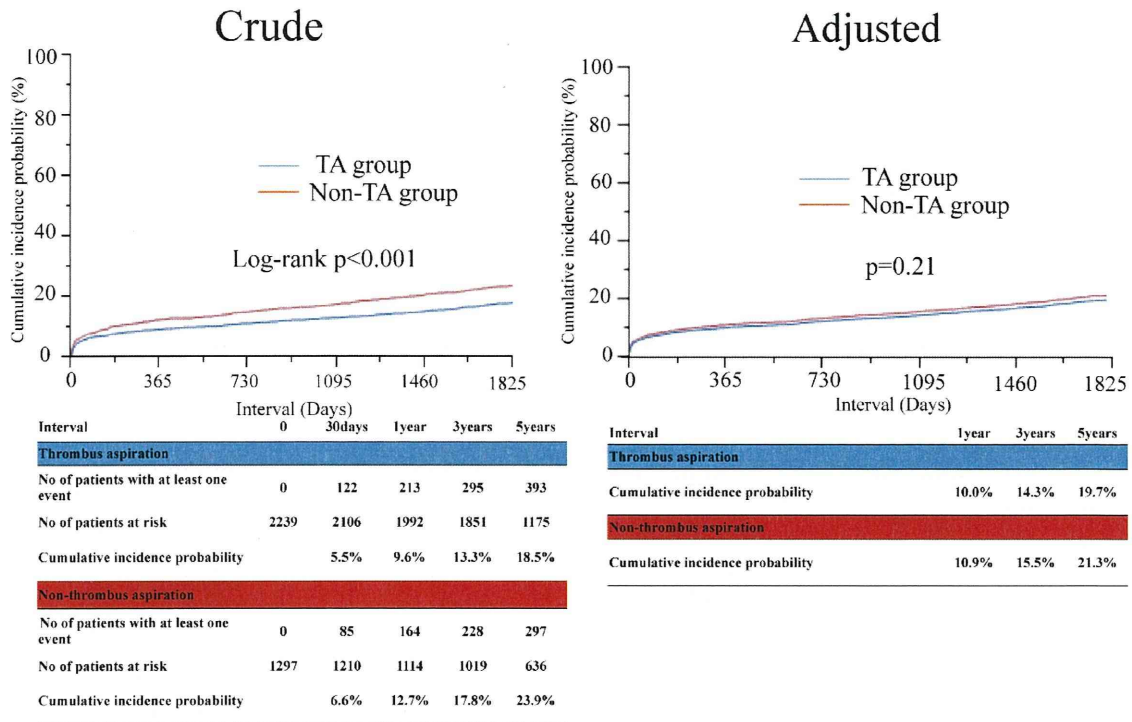 Crude
Cumulative incidence probability (%)
100
80
60
40
20
0
TA group
Non-TA group
Log-rank p<0.001
0 365 730 1095 1460 1825
Interval (Days)
Interval 0 30days 1year 3years 5years
Thrombus aspiration
No of patients with at least one
event 0 122 213 295 393
No of patients at risk 2239 2106 1992 1851 1175
Cumulative incidence probability 5.5% 9.6% 13.3% 18.5%
Non-thrombus aspiration
No of patients with at least one
event 0 85 164 228 297
No of patients at risk 1297 1210 1114 1019 636
Cumulative incidence probability 6.6% 12.7% 17.8% 23.9%
Adjusted
Cumulative incidence probability (%)
100
80
60
40
20
0
TA group
Non-TA group
p=0.21
0 365 730 1095 1460 1825
Interval (Days)
Interval 1year 3years 5years
Thrombus aspiration
Cumulative incidence probability 10.0% 14.3% 19.7%
Non-thrombus aspiration
Cumulative incidence probability 10.9% 15.5% 21.3%